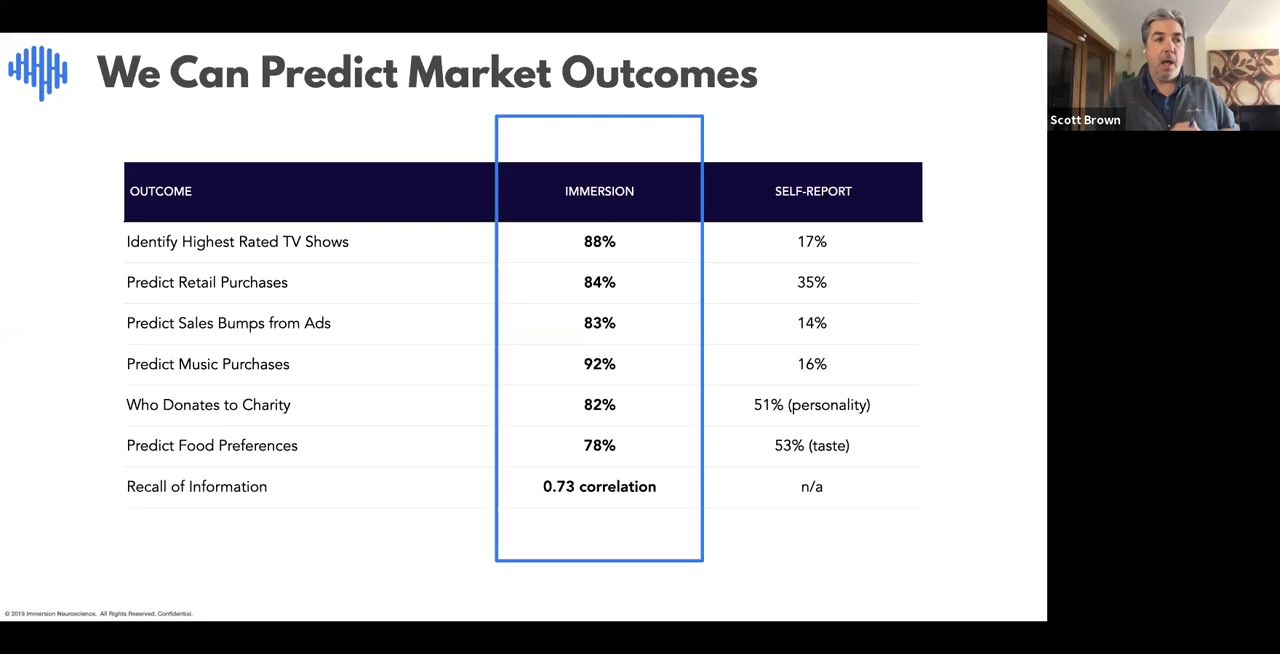 We Can Predict Market Outcomes
Scott Brown
OUTCOME IMMERSION SELF-REPORT
Identify Highest Rated TV Shows 88% 17%
Predict Retail Purchases 84% 35%
Predict Sales Bumps from Ads 83% 14%
Predict Music Purchases 92% 16%
Who Donates to Charity 82% 51% (personality)
Predict Food Preferences 78% 53% (taste)
Recall of Information 0.73 correlation n/a
© 2019 Immersion Neuroscience. All Rights Reserved. Confidential.